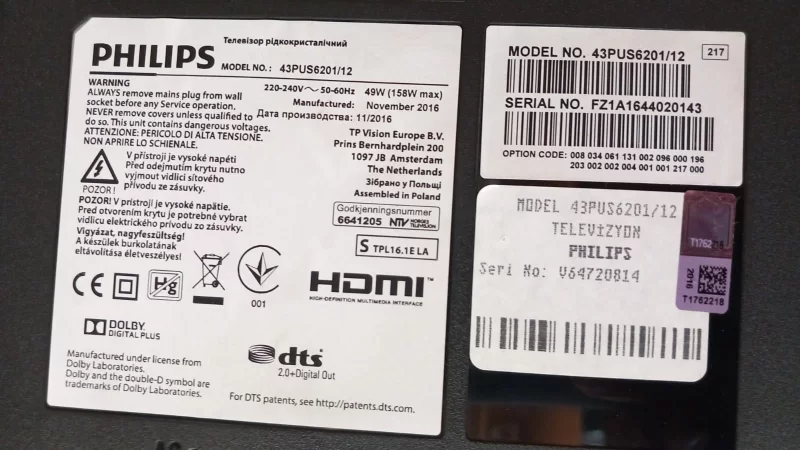 Телевізор рідкокристалічний
PHILIPS MODEL NO.: 43PUS6201/12
WARNING
ALWAYS remove mains plug from wall
socket before any Service operation.
NEVER remove covers unless qualified to
do so. This unit contains dangerous voltages.
ATTENZIONE: PERICOLO DI ALTA TENSIONE.
NON APRIRE LO SCHIENALE.
220-240V~ 50-60Hz 49W (158W max)
Manufactured: November 2016
Дата производства: 11/2016
TP Vision Europe B.V.
Prins Bernhardplein 200
1097 JB Amsterdam
The Netherlands
Зібрано у Польщі
Assembled in Poland
V přístroji je vysoké napětí
Před odejmutím krytu nutno
vyjmout vidlici síťového
přívodu ze zásuvky.
POZOR!
POZOR! V prístroji je vysoké napätie.
Pred otvorením krytu je potrebné vybrat
vidlicu elektrického prívodu zo zásuvky.
Vigyázat, nagyfeszültség!
A készülek burkolatának
eltávolítása életveszélyes!
Godkjenningsnummer
6641205 NTV NORGES TELEVISJON
S TPL16.1E LA
CE
Hg
001
HDMI™
HIGH-DEFINITION MULTIMEDIA INTERFACE
DOLBY
DIGITAL PLUS
Manufactured under license from
Dolby Laboratories.
Dolby and the double-D symbol are
trademarks of Dolby Laboratories.
dts
2.0+Digital Out
For DTS patents, see http://patents.dts.com.
MODEL NO. 43PUS6201/12
217
SERIAL NO. FZ1A1644020143
OPTION CODE: 008 034 061 131 002 096 000 196
203 002 002 004 001 001 217 000
MODEL 43PUS6201/12
TELEVİZYON
PHILIPS
Seri No: V64720814
2016
T1762218